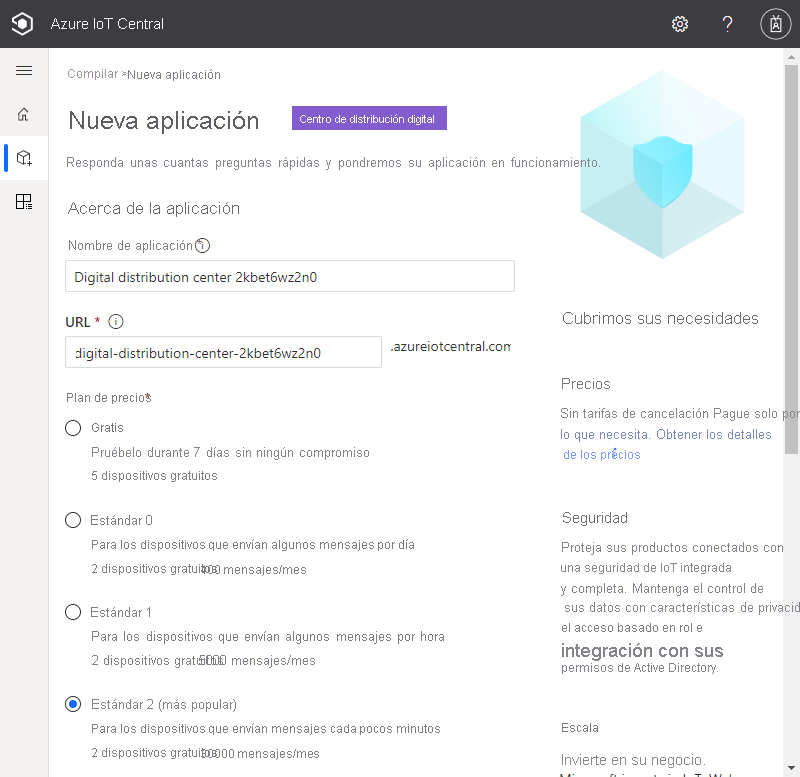 Azure IoT Central
Compilar >Nueva aplicación
Nueva aplicación
Centro de distribución digital
Responda unas cuantas preguntas rápidas y pondremos su aplicación en funcionamiento.
Acerca de la aplicación
Nombre de aplicación
Digital distribution center 2kbet6wz2n0
URL *
digital-distribution-center-2kbet6wz2n0
.azureiotcentral.com
Plan de precios*
Gratis
Pruébelo durante 7 días sin ningún compromiso
5 dispositivos gratuitos
Estándar 0
Para los dispositivos que envían algunos mensajes por día
2 dispositivos gratuitos 400 mensajes/mes
Estándar 1
Para los dispositivos que envían algunos mensajes por hora
2 dispositivos gratuitos 5000 mensajes/mes
Estándar 2 (más popular)
Para los dispositivos que envían mensajes cada pocos minutos
2 dispositivos gratuitos 30000 mensajes/mes
Cubrimos sus necesidades
Precios
Sin tarifas de cancelación Pague solo por
lo que necesita. Obtener los detalles
de los precios
Seguridad
Proteja sus productos conectados con
una seguridad de IoT integrada
y completa. Mantenga el control de
sus datos con características de privacid
el acceso basado en rol e
integración con sus
permisos de Active Directory.
Escala
Invierte en su negocio.